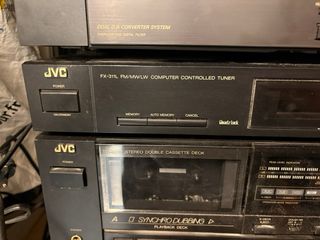 DUAL D/A CONVERTER SYSTEM
JVC
FX-311L FM/MW/LW COMPUTER CONTROLLED TUNER
POWER
MEMORY
AUTO MEMORY
CANCEL
JVC
STEREO DOUBLE CASSETTE DECK
POWER
A
SYNCHRO DUBBING
PLAYBACK DECK